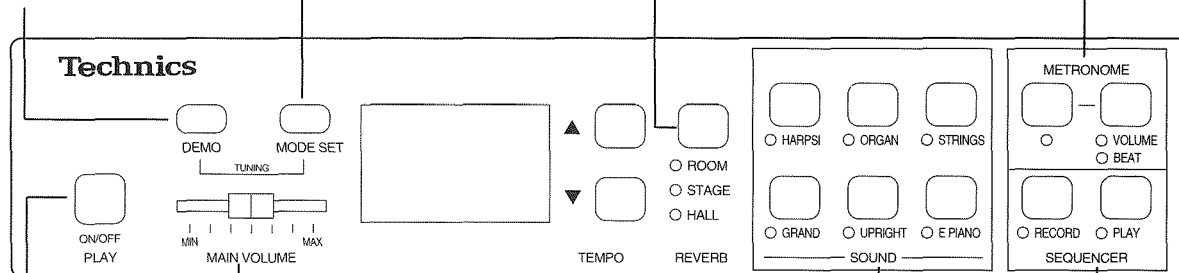 Technics
DEMO
MODE SET
TUNING
ON/OFF
PLAY
MIN
MAX
MAIN VOLUME
▲
▼
TEMPO
ROOM
STAGE
HALL
REVERB
HARPSI
ORGAN
STRINGS
GRAND
UPRIGHT
E PIANO
SOUND
METRONOME
VOLUME
BEAT
RECORD
PLAY
SEQUENCER